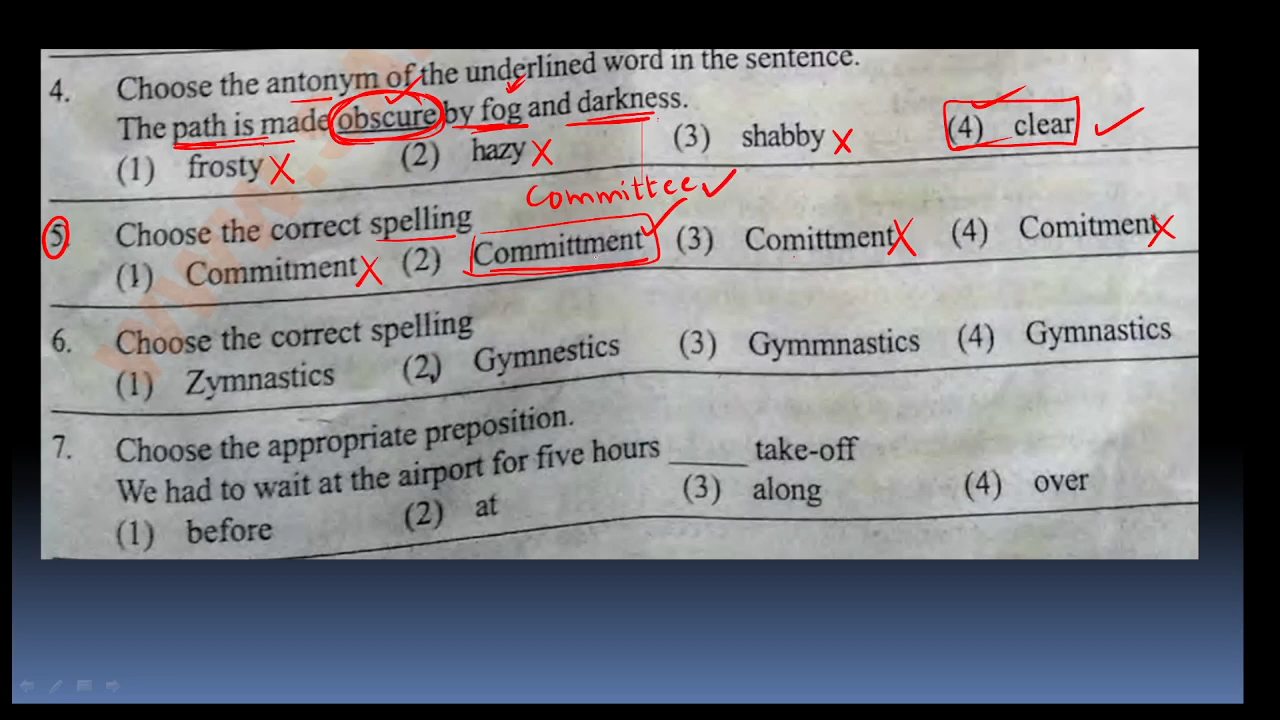 4. Choose the antonym of the underlined word in the sentence.
The path is made obscure by fog and darkness.
(1) frosty X (2) hazy X (3) shabby X (4) clear
Committee
5. Choose the correct spelling
(1) Commitment X (2) Committment (3) Comittment X (4) Comitment X
6. Choose the correct spelling
(1) Zymnastics (2) Gymnestics (3) Gymmnastics (4) Gymnastics
7. Choose the appropriate preposition.
We had to wait at the airport for five hours ______ take-off
(1) before (2) at (3) along (4) over